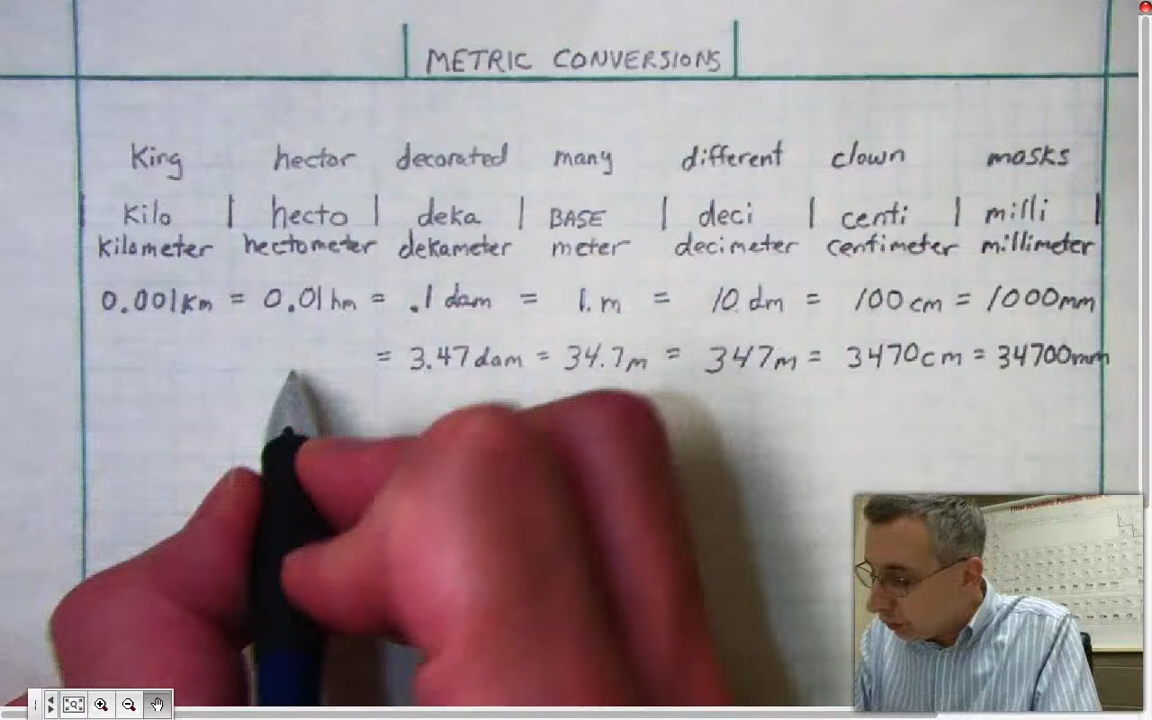 METRIC CONVERSIONS
King hector decorated many different clown masks
| Kilo | hecto | deka | BASE | deci | centi | milli |
kilometer hectometer dekameter meter decimeter centimeter millimeter
0.001km = 0.01hm = .1 dam = 1. m = 10. dm = 100cm = 1000mm
= 3.47dam = 34.7m = 347m = 3470cm = 34700mm